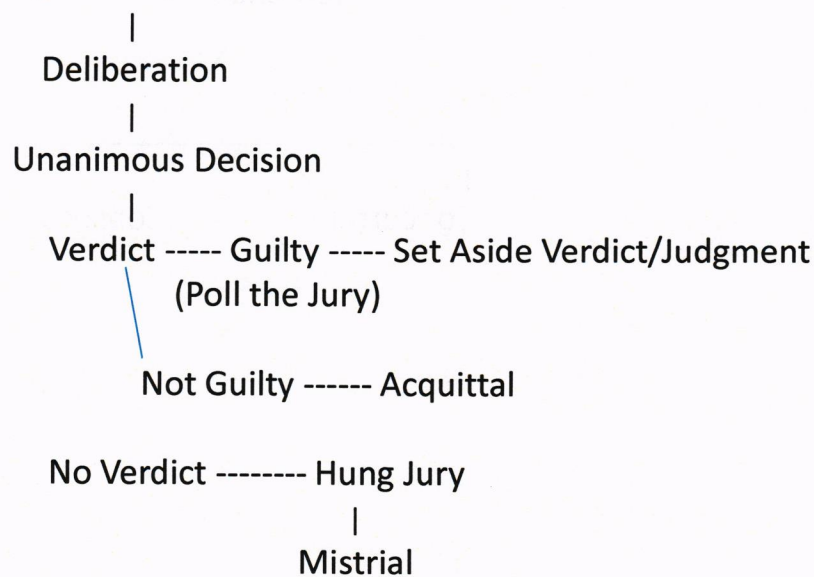 |
Deliberation
|
Unanimous Decision
|
Verdict ----- Guilty ----- Set Aside Verdict/Judgment
(Poll the Jury)
Not Guilty ------ Acquittal
No Verdict -------- Hung Jury
|
Mistrial